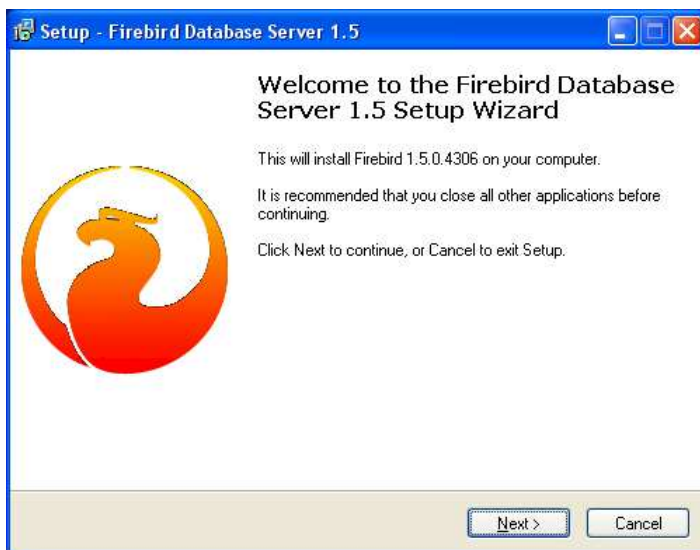 Setup - Firebird Database Server 1.5
Welcome to the Firebird Database
Server 1.5 Setup Wizard
This will install Firebird 1.5.0.4306 on your computer.
It is recommended that you close all other applications before
continuing.
Click Next to continue, or Cancel to exit Setup.
Next >
Cancel